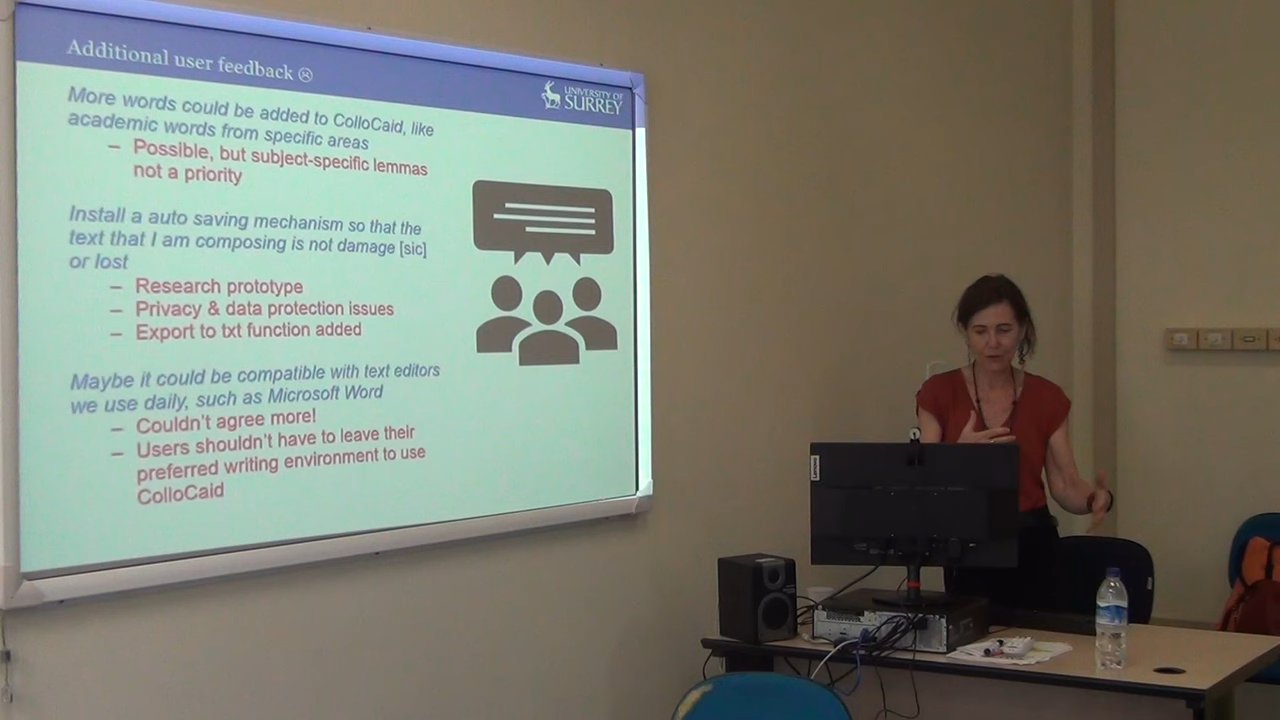 Additional user feedback ☹
UNIVERSITY OF
SURREY
More words could be added to ColloCaid, like
academic words from specific areas
– Possible, but subject-specific lemmas
not a priority
Install a auto saving mechanism so that the
text that I am composing is not damage [sic]
or lost
– Research prototype
– Privacy & data protection issues
– Export to txt function added
Maybe it could be compatible with text editors
we use daily, such as Microsoft Word
– Couldn't agree more!
– Users shouldn't have to leave their
preferred writing environment to use
ColloCaid
Lenovo